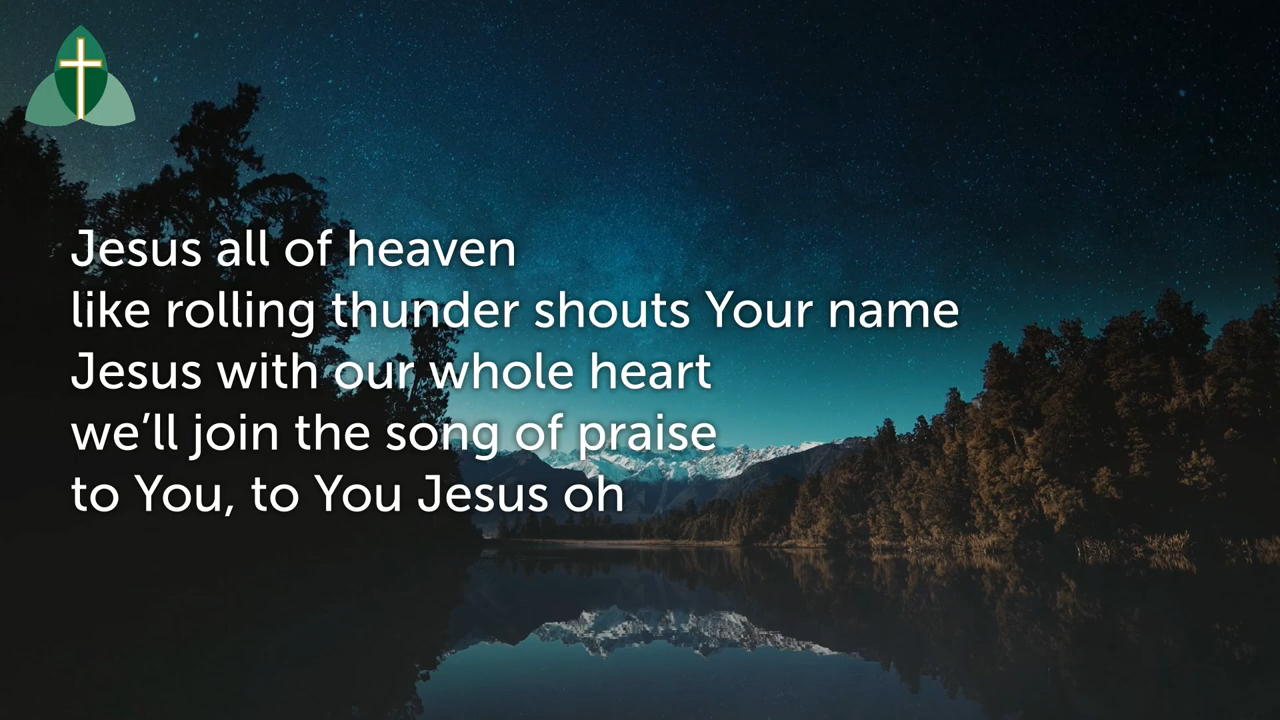 Jesus all of heaven
like rolling thunder shouts Your name
Jesus with our whole heart
we’ll join the song of praise
to You, to You Jesus oh